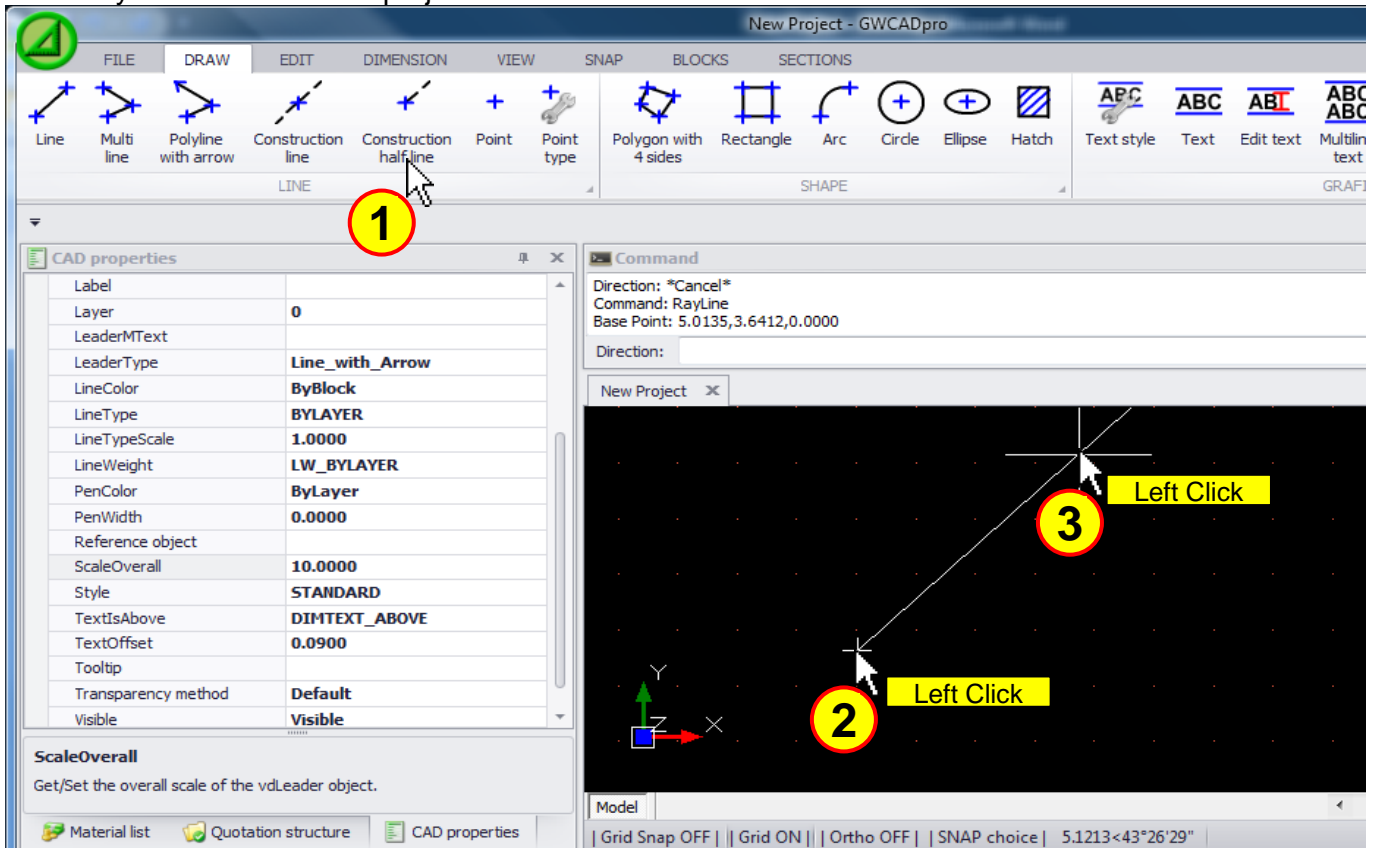 New Project - GWCADpro
FILE DRAW EDIT DIMENSION VIEW SNAP BLOCKS SECTIONS
ABC ABC ABI ABC
ABC
Line Multi line Polyline with arrow Construction line Construction half line Point Point type Polygon with 4 sides Rectangle Arc Circle Ellipse Hatch Text style Text Edit text Multilin text
LINE SHAPE GRAFI
1
CAD properties
Label
Layer 0
LeaderMText
LeaderType Line_with_Arrow
LineColor ByBlock
LineType BYLAYER
LineTypeScale 1.0000
LineWeight LW_BYLAYER
PenColor ByLayer
PenWidth 0.0000
Reference object
ScaleOverall 10.0000
Style STANDARD
TextIsAbove DIMTEXT_ABOVE
TextOffset 0.0900
Tooltip
Transparency method Default
Visible Visible
ScaleOverall
Get/Set the overall scale of the vdLeader object.
Material list Quotation structure CAD properties
Command
Direction: *Cancel*
Command: RayLine
Base Point: 5.0135,3.6412,0.0000
Direction:
New Project
Left Click
3
Left Click
2
Y
Z X
Model
| Grid Snap OFF | | Grid ON | | Ortho OFF | | SNAP choice | 5.1213<43°26'29"